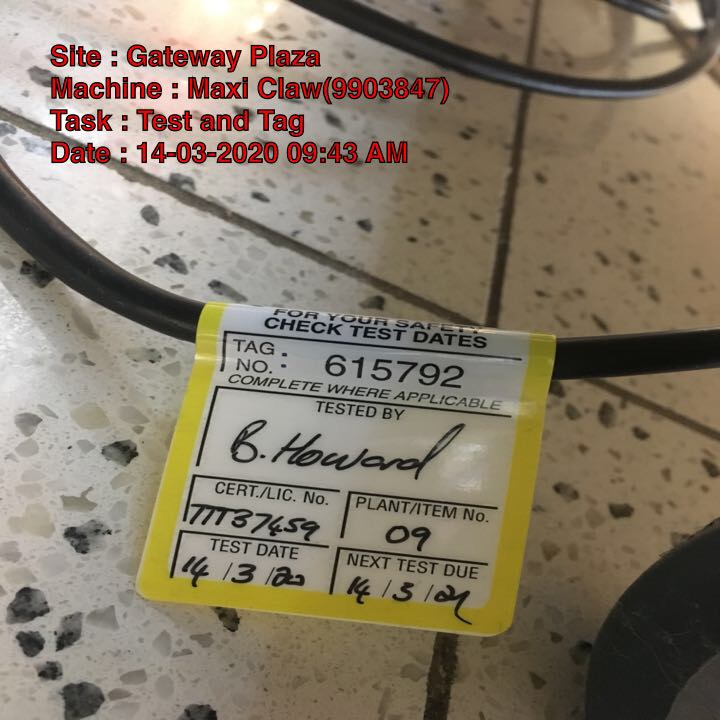 Site : Gateway Plaza
Machine : Maxi Claw(9903847)
Task : Test and Tag
Date : 14-03-2020 09:43 AM
FOR YOUR SAFETY
CHECK TEST DATES
TAG NO. : 615792
COMPLETE WHERE APPLICABLE
TESTED BY
B. Howard
CERT./LIC. No. PLANT/ITEM No.
TTT37459 09
TEST DATE NEXT TEST DUE
14/3/20 14/3/21